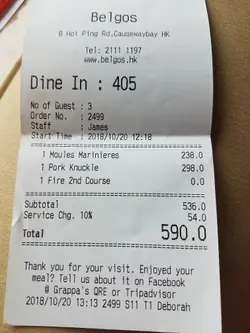 Belgos
6 Hoi Ping Rd,Causewaybay HK
Tel: 2111 1197
www.belgos.hk
Dine In : 405
No of Guest : 3
Order No. : 2499
Staff : James
Start Time : 2018/10/20 12:18
1 Moules Marinieres 238.0
1 Pork Knuckle 298.0
1 Fire 2nd Course 0.0
Subtotal 536.0
Service Chg. 10% 54.0
Total 590.0
Thank you for your visit. Enjoyed your
meal? Tell us about it on Facebook
@ Grappa's QRE or Tripadvisor
2018/10/20 13:13 2499 S11 T1 Deborah